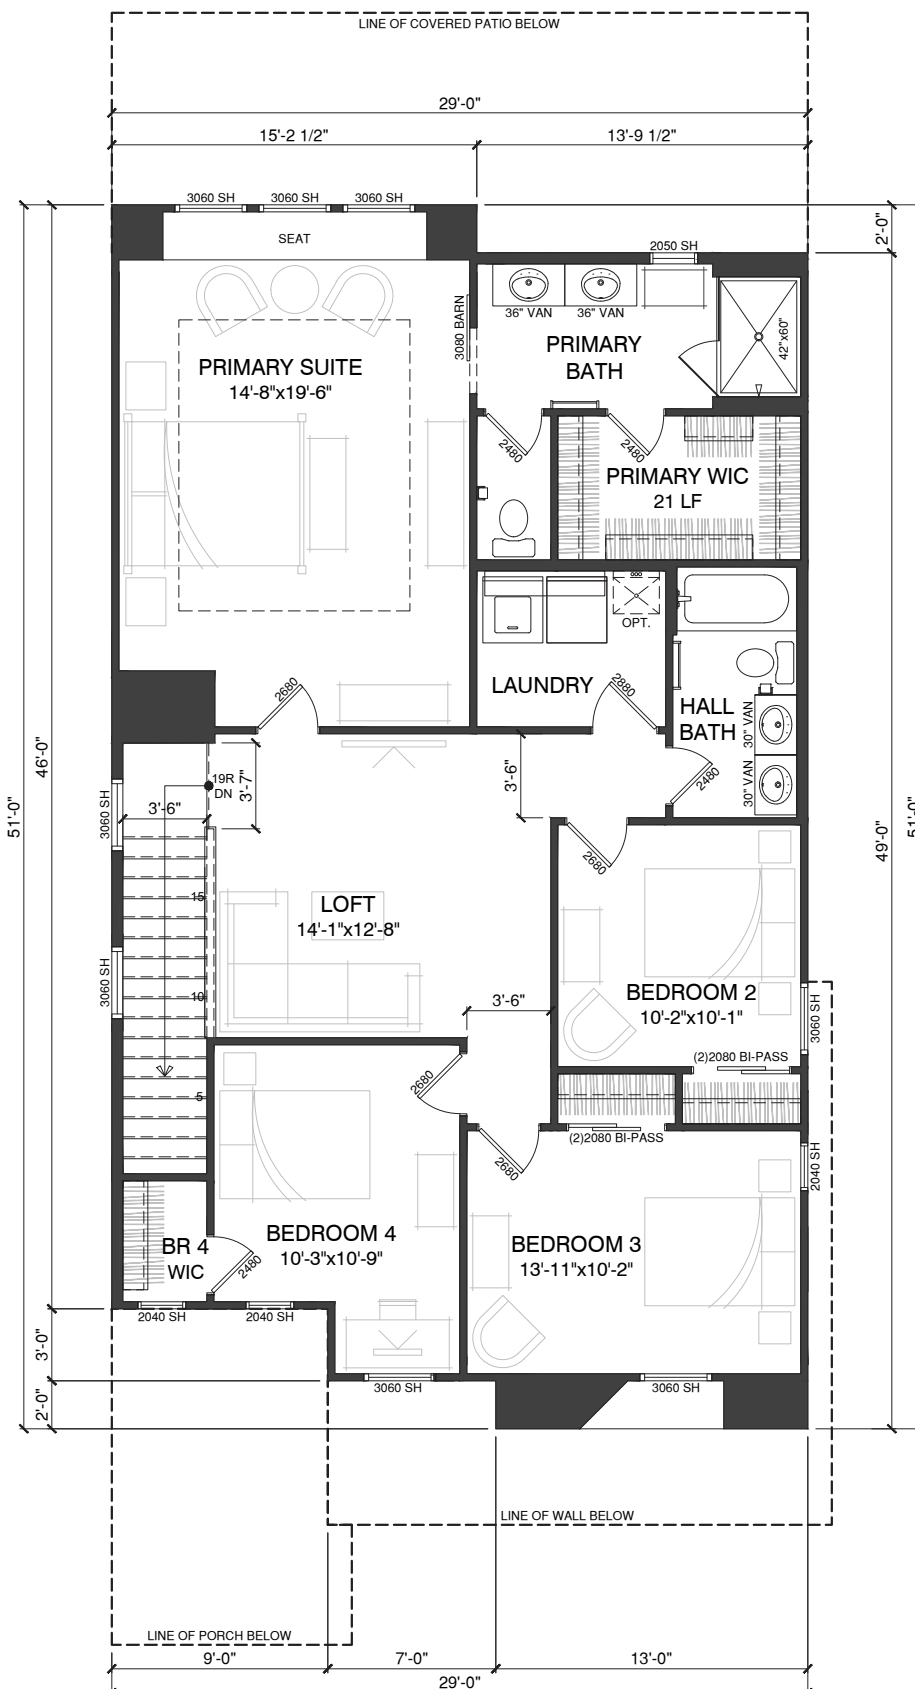 LINE OF COVERED PATIO BELOW
29'-0"
15'-2 1/2"
13'-9 1/2"
3060 SH
3060 SH
3060 SH
SEAT
2050 SH
2'-0"
36" VAN
36" VAN
3080 BARN
42"x60"
PRIMARY
BATH
PRIMARY SUITE
14'-8"x19'-6"
2480
2480
PRIMARY WIC
21 LF
OPT.
LAUNDRY
2680
2880
HALL
BATH
30" VAN
30" VAN
2480
46'-0"
51'-0"
49'-0"
51'-0"
19R
DN
3'-7"
3'-6"
3'-6"
3060 SH
2680
15
LOFT
14'-1"x12'-8"
3060 SH
10
3'-6"
BEDROOM 2
10'-2"x10'-1"
3060 SH
(2)2080 BI-PASS
2680
5
(2)2080 BI-PASS
2680
2040 SH
BR 4
WIC
2480
BEDROOM 4
10'-3"x10'-9"
BEDROOM 3
13'-11"x10'-2"
2040 SH
2040 SH
3'-0"
2'-0"
3060 SH
3060 SH
LINE OF WALL BELOW
LINE OF PORCH BELOW
9'-0"
7'-0"
13'-0"
29'-0"